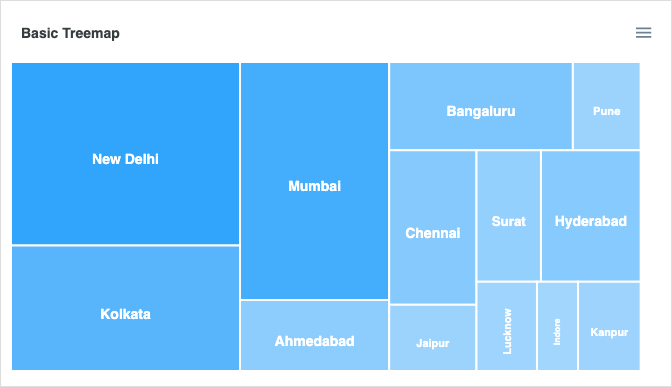 Basic Treemap
New Delhi
Kolkata
Mumbai
Ahmedabad
Bangaluru
Pune
Chennai
Surat
Hyderabad
Jaipur
Lucknow
Indore
Kanpur